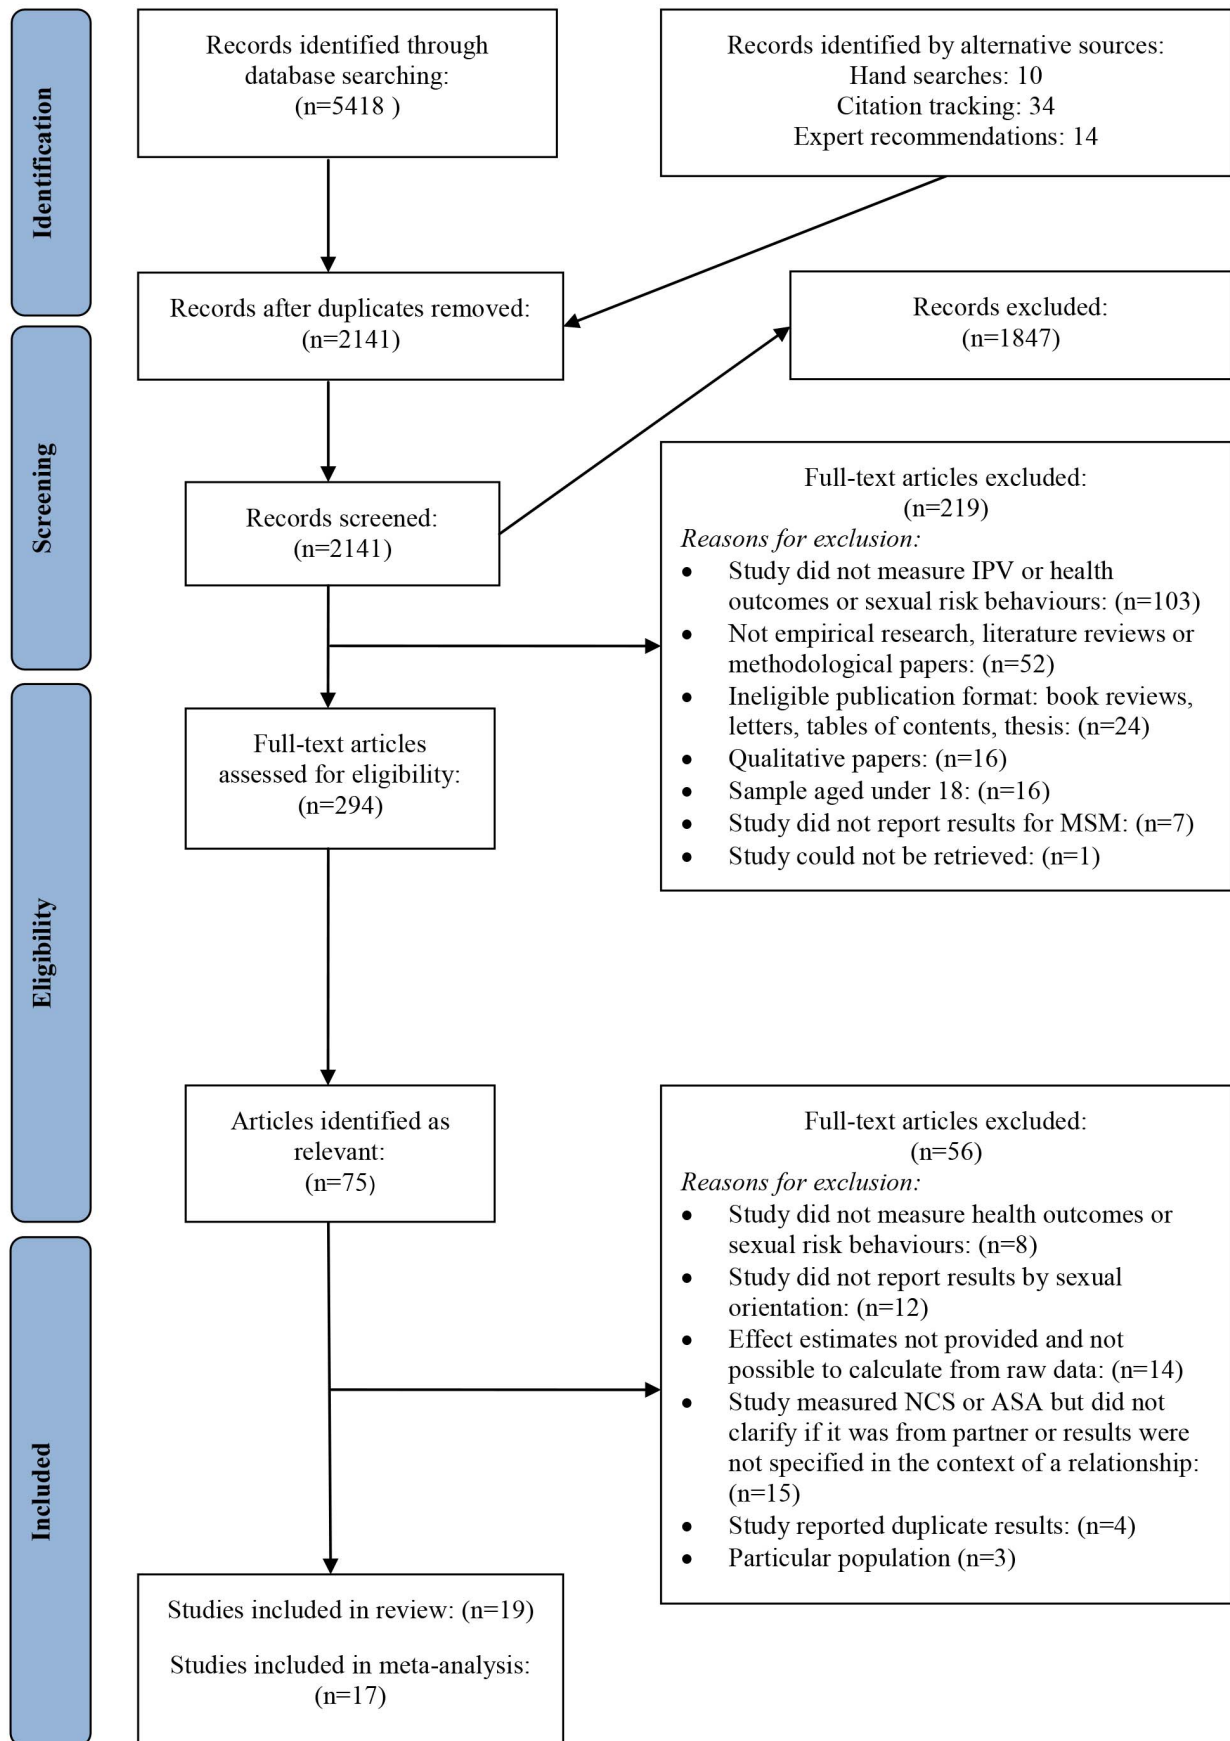 Identification
Records identified through
database searching:
(n=5418 )
Records identified by alternative sources:
Hand searches: 10
Citation tracking: 34
Expert recommendations: 14
Records after duplicates removed:
(n=2141)
Records excluded:
(n=1847)
Screening
Records screened:
(n=2141)
Full-text articles excluded:
(n=219)
Reasons for exclusion:
• Study did not measure IPV or health
outcomes or sexual risk behaviours: (n=103)
• Not empirical research, literature reviews or
methodological papers: (n=52)
• Ineligible publication format: book reviews,
letters, tables of contents, thesis: (n=24)
• Qualitative papers: (n=16)
• Sample aged under 18: (n=16)
• Study did not report results for MSM: (n=7)
• Study could not be retrieved: (n=1)
Eligibility
Full-text articles
assessed for eligibility:
(n=294)
Articles identified as
relevant:
(n=75)
Full-text articles excluded:
(n=56)
Reasons for exclusion:
• Study did not measure health outcomes or
sexual risk behaviours: (n=8)
• Study did not report results by sexual
orientation: (n=12)
• Effect estimates not provided and not
possible to calculate from raw data: (n=14)
• Study measured NCS or ASA but did not
clarify if it was from partner or results were
not specified in the context of a relationship:
(n=15)
• Study reported duplicate results: (n=4)
• Particular population (n=3)
Included
Studies included in review: (n=19)
Studies included in meta-analysis:
(n=17)